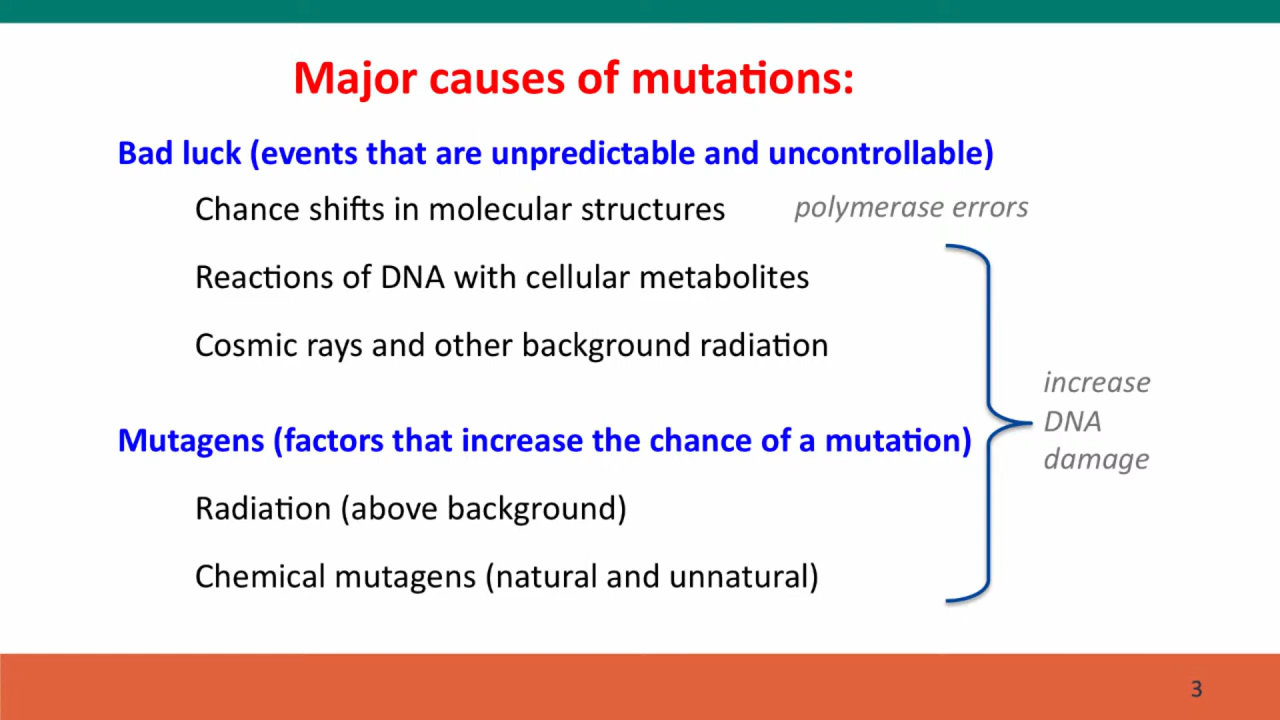 Major causes of mutations:
Bad luck (events that are unpredictable and uncontrollable)
Chance shifts in molecular structures polymerase errors
Reactions of DNA with cellular metabolites
Cosmic rays and other background radiation
increase
DNA
damage
Mutagens (factors that increase the chance of a mutation)
Radiation (above background)
Chemical mutagens (natural and unnatural)
3